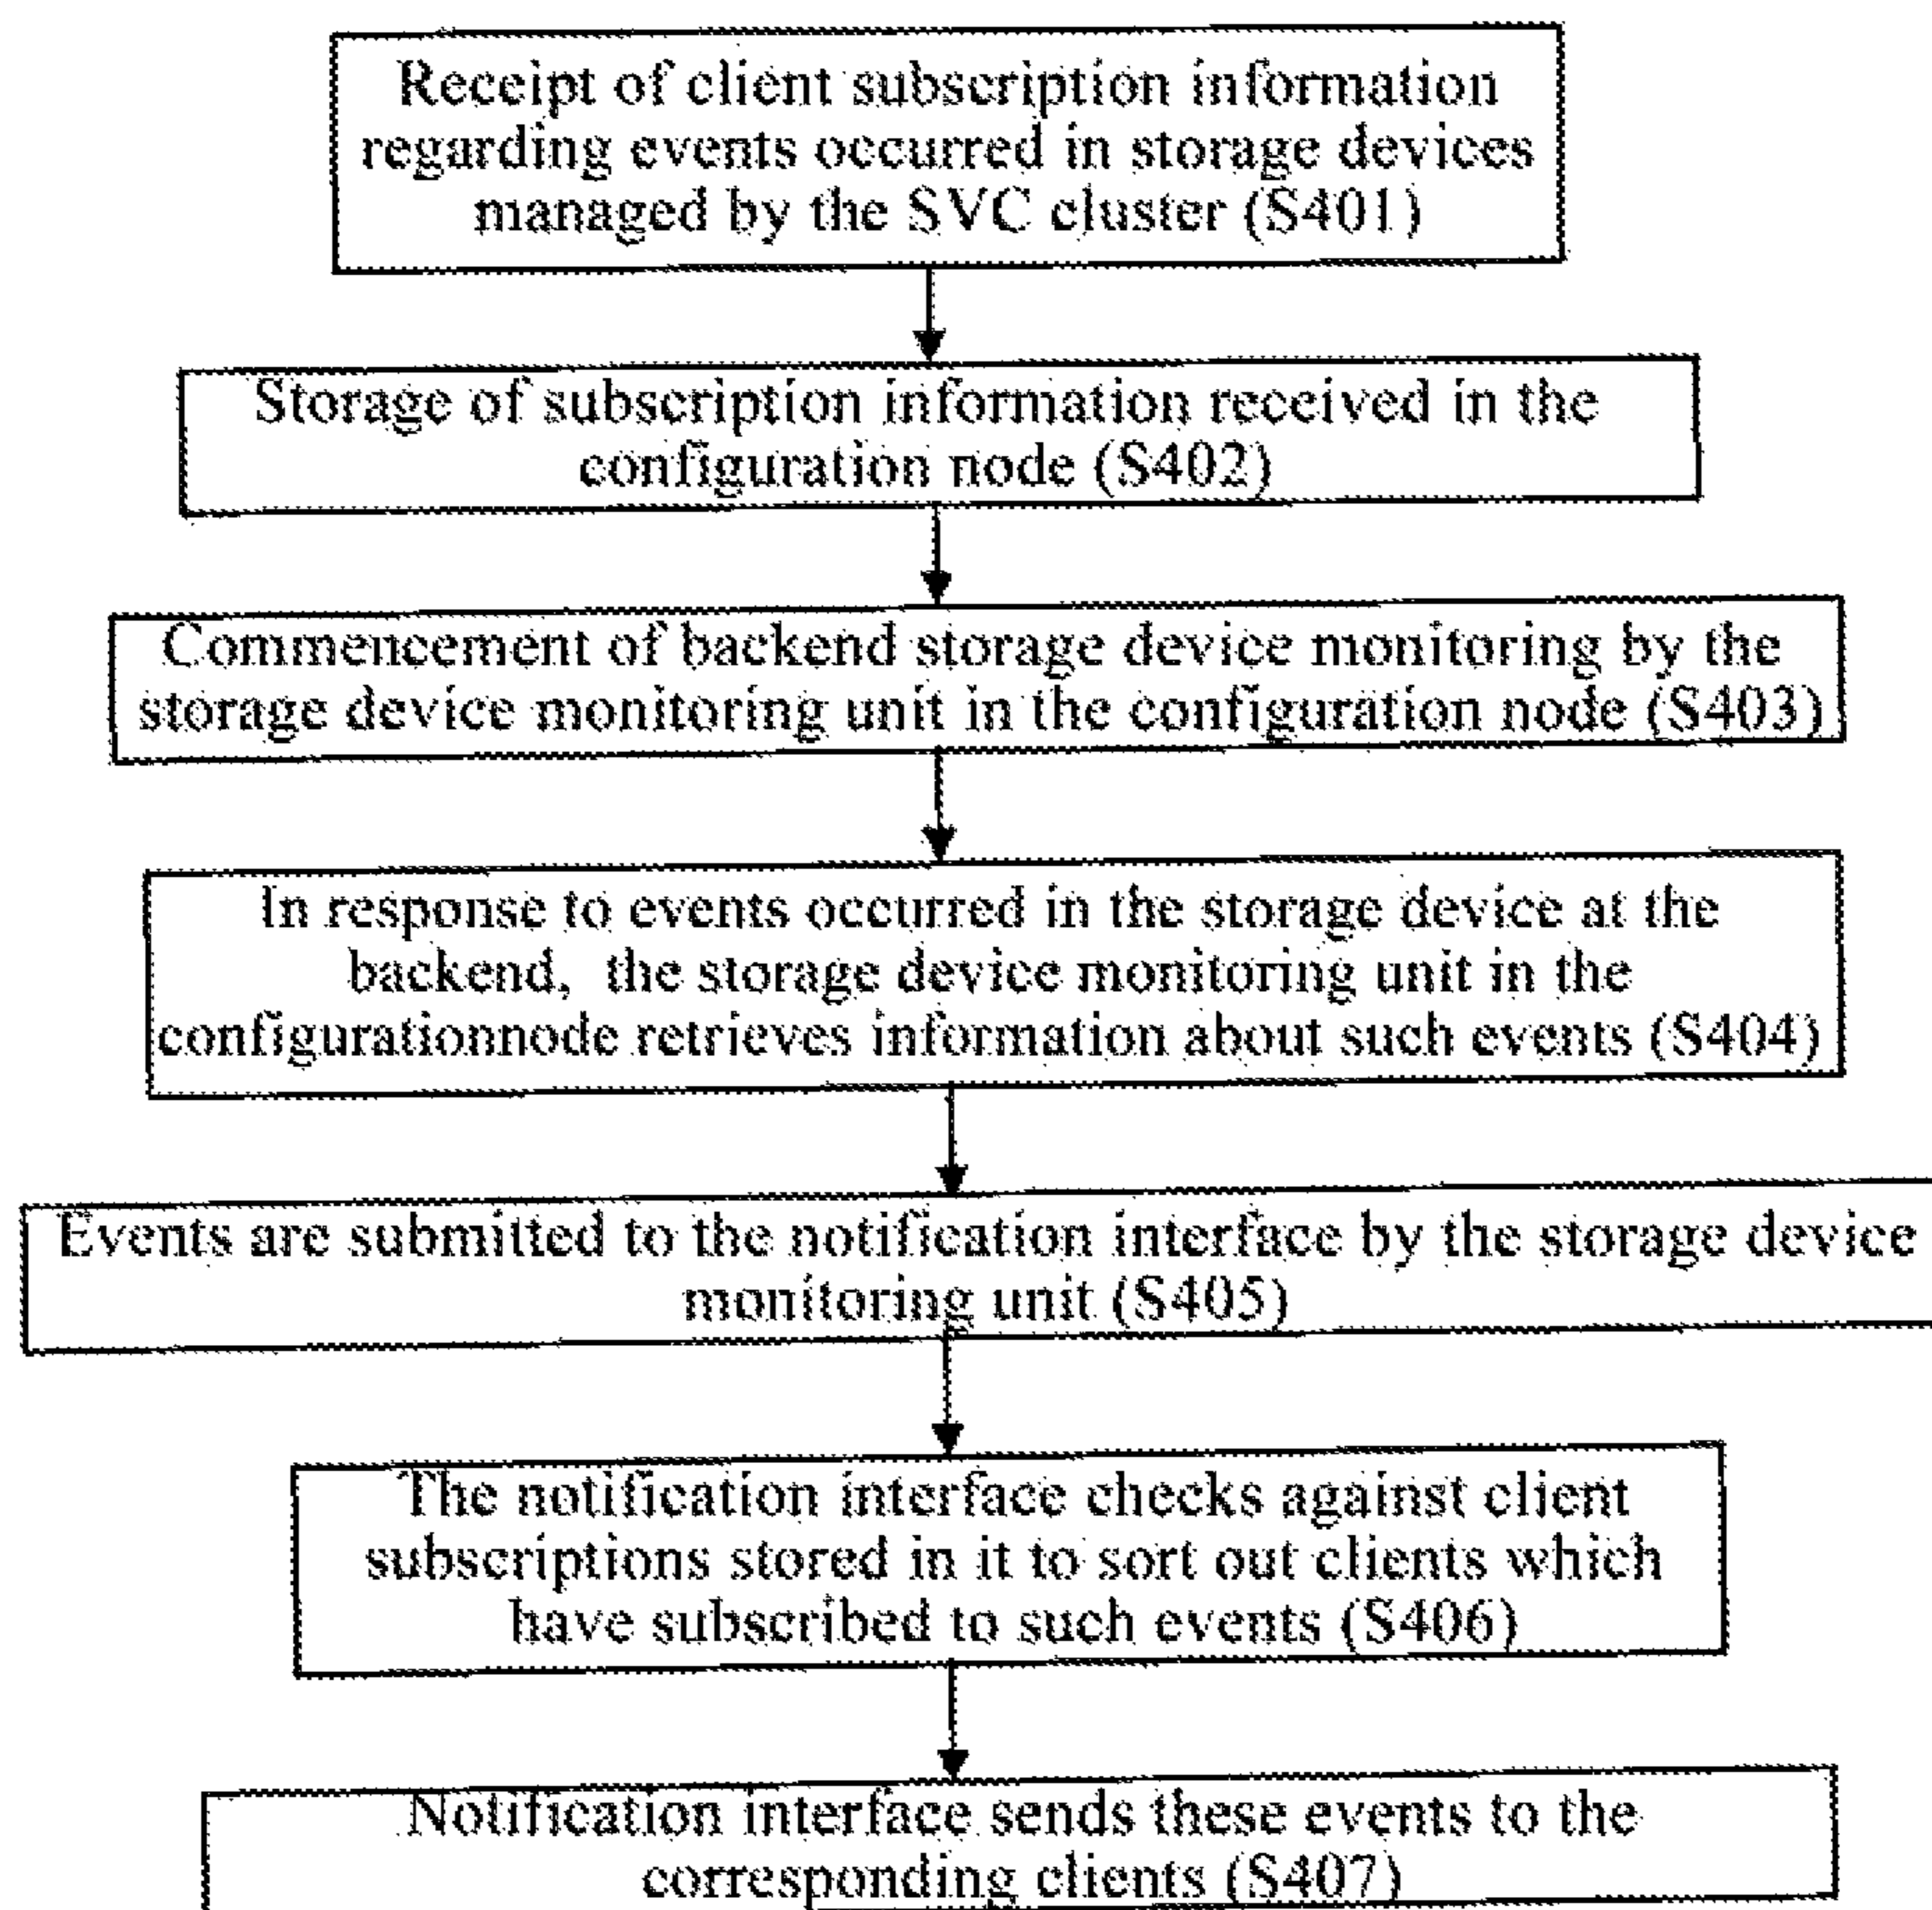 Receipt of client subscription information
regarding events occurred in storage devices
managed by the SVC cluster (S401)
Storage of subscription information received in the
configuration node (S402)
Commencement of backend storage device monitoring by the
storage device monitoring unit in the configuration node (S403)
In response to events occurred in the storage device at the
backend, the storage device monitoring unit in the
configurationnode retrieves information about such events (S404)
Events are submitted to the notification interface by the storage device
monitoring unit (S405)
The notification interface checks against client
subscriptions stored in it to sort out clients which
have subscribed to such events (S406)
Notification interface sends these events to the
corresponding clients (S407)